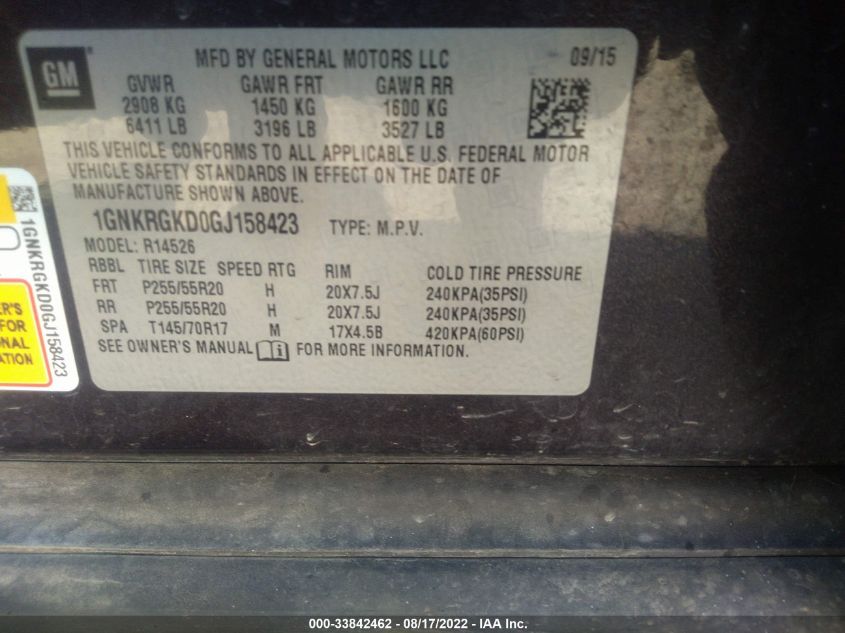 GM
MFD BY GENERAL MOTORS LLC 09/15
GVWR GAWR FRT GAWR RR
2908 KG 1450 KG 1600 KG
6411 LB 3196 LB 3527 LB
THIS VEHICLE CONFORMS TO ALL APPLICABLE U.S. FEDERAL MOTOR
VEHICLE SAFETY STANDARDS IN EFFECT ON THE DATE OF
MANUFACTURE SHOWN ABOVE.
1GNKRGKD0GJ158423 TYPE: M.P.V.
MODEL: R14526
RBBL TIRE SIZE SPEED RTG RIM COLD TIRE PRESSURE
FRT P255/55R20 H 20X7.5J 240KPA(35PSI)
RR P255/55R20 H 20X7.5J 240KPA(35PSI)
SPA T145/70R17 M 17X4.5B 420KPA(60PSI)
SEE OWNER'S MANUAL FOR MORE INFORMATION.
1GNKRGKD0GJ158423
ER'S
FOR
ONAL
ATION
000-33842462 - 08/17/2022 - IAA Inc.